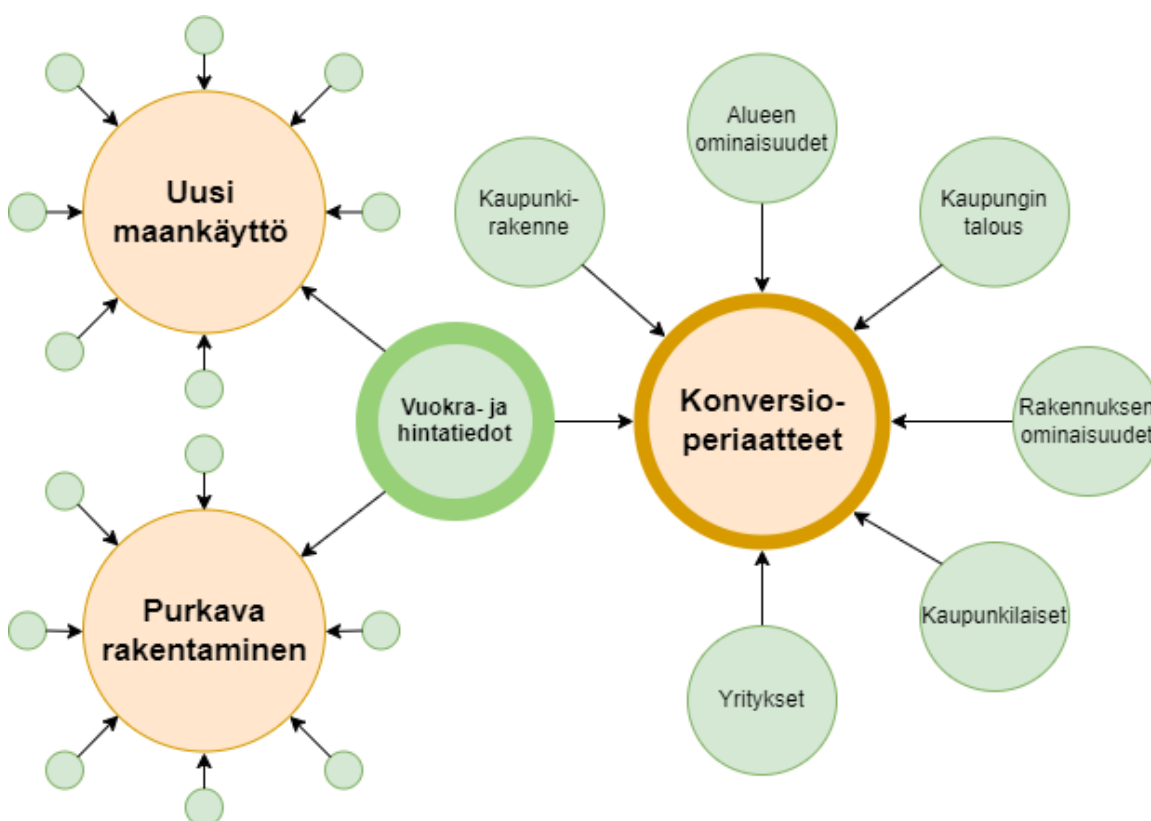 Uusi
maankäyttö
Purkava
rakentaminen
Vuokra- ja
hintatiedot
Kaupunki-
rakenne
Alueen
ominaisuudet
Kaupungin
talous
Konversio-
periaatteet
Rakennuksen
ominaisuudet
Kaupunkilaiset
Yritykset